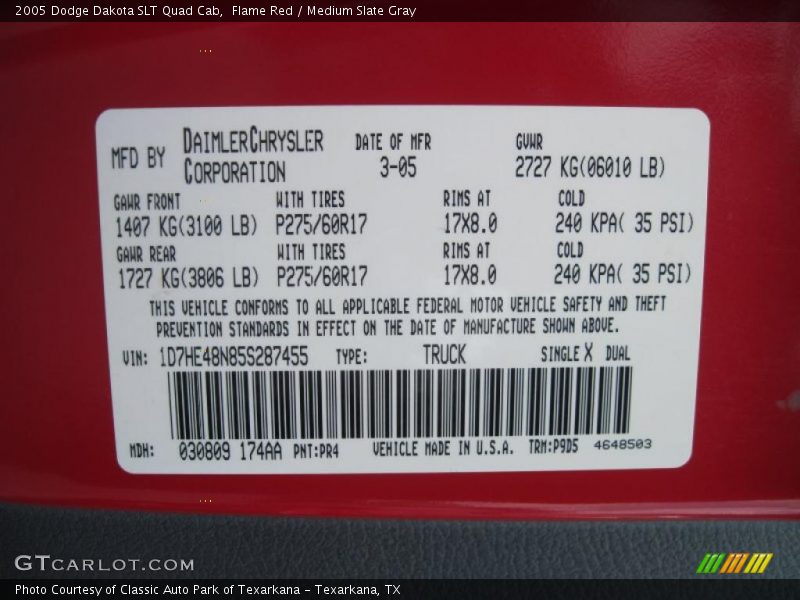 2005 Dodge Dakota SLT Quad Cab, Flame Red / Medium Slate Gray
MFD BY DAIMLERCHRYSLER CORPORATION DATE OF MFR 3-05 GVWR 2727 KG(06010 LB)
GAWR FRONT WITH TIRES RIMS AT COLD
1407 KG(3100 LB) P275/60R17 17X8.0 240 KPA( 35 PSI)
GAWR REAR WITH TIRES RIMS AT COLD
1727 KG(3806 LB) P275/60R17 17X8.0 240 KPA( 35 PSI)
THIS VEHICLE CONFORMS TO ALL APPLICABLE FEDERAL MOTOR VEHICLE SAFETY AND THEFT
PREVENTION STANDARDS IN EFFECT ON THE DATE OF MANUFACTURE SHOWN ABOVE.
VIN: 1D7HE48N85S287455 TYPE: TRUCK SINGLE X DUAL
MDH: 030809 174AA PNT:PR4 VEHICLE MADE IN U.S.A. TRM:P9D5 4648503
GTCARLOT.COM
Photo Courtesy of Classic Auto Park of Texarkana – Texarkana, TX